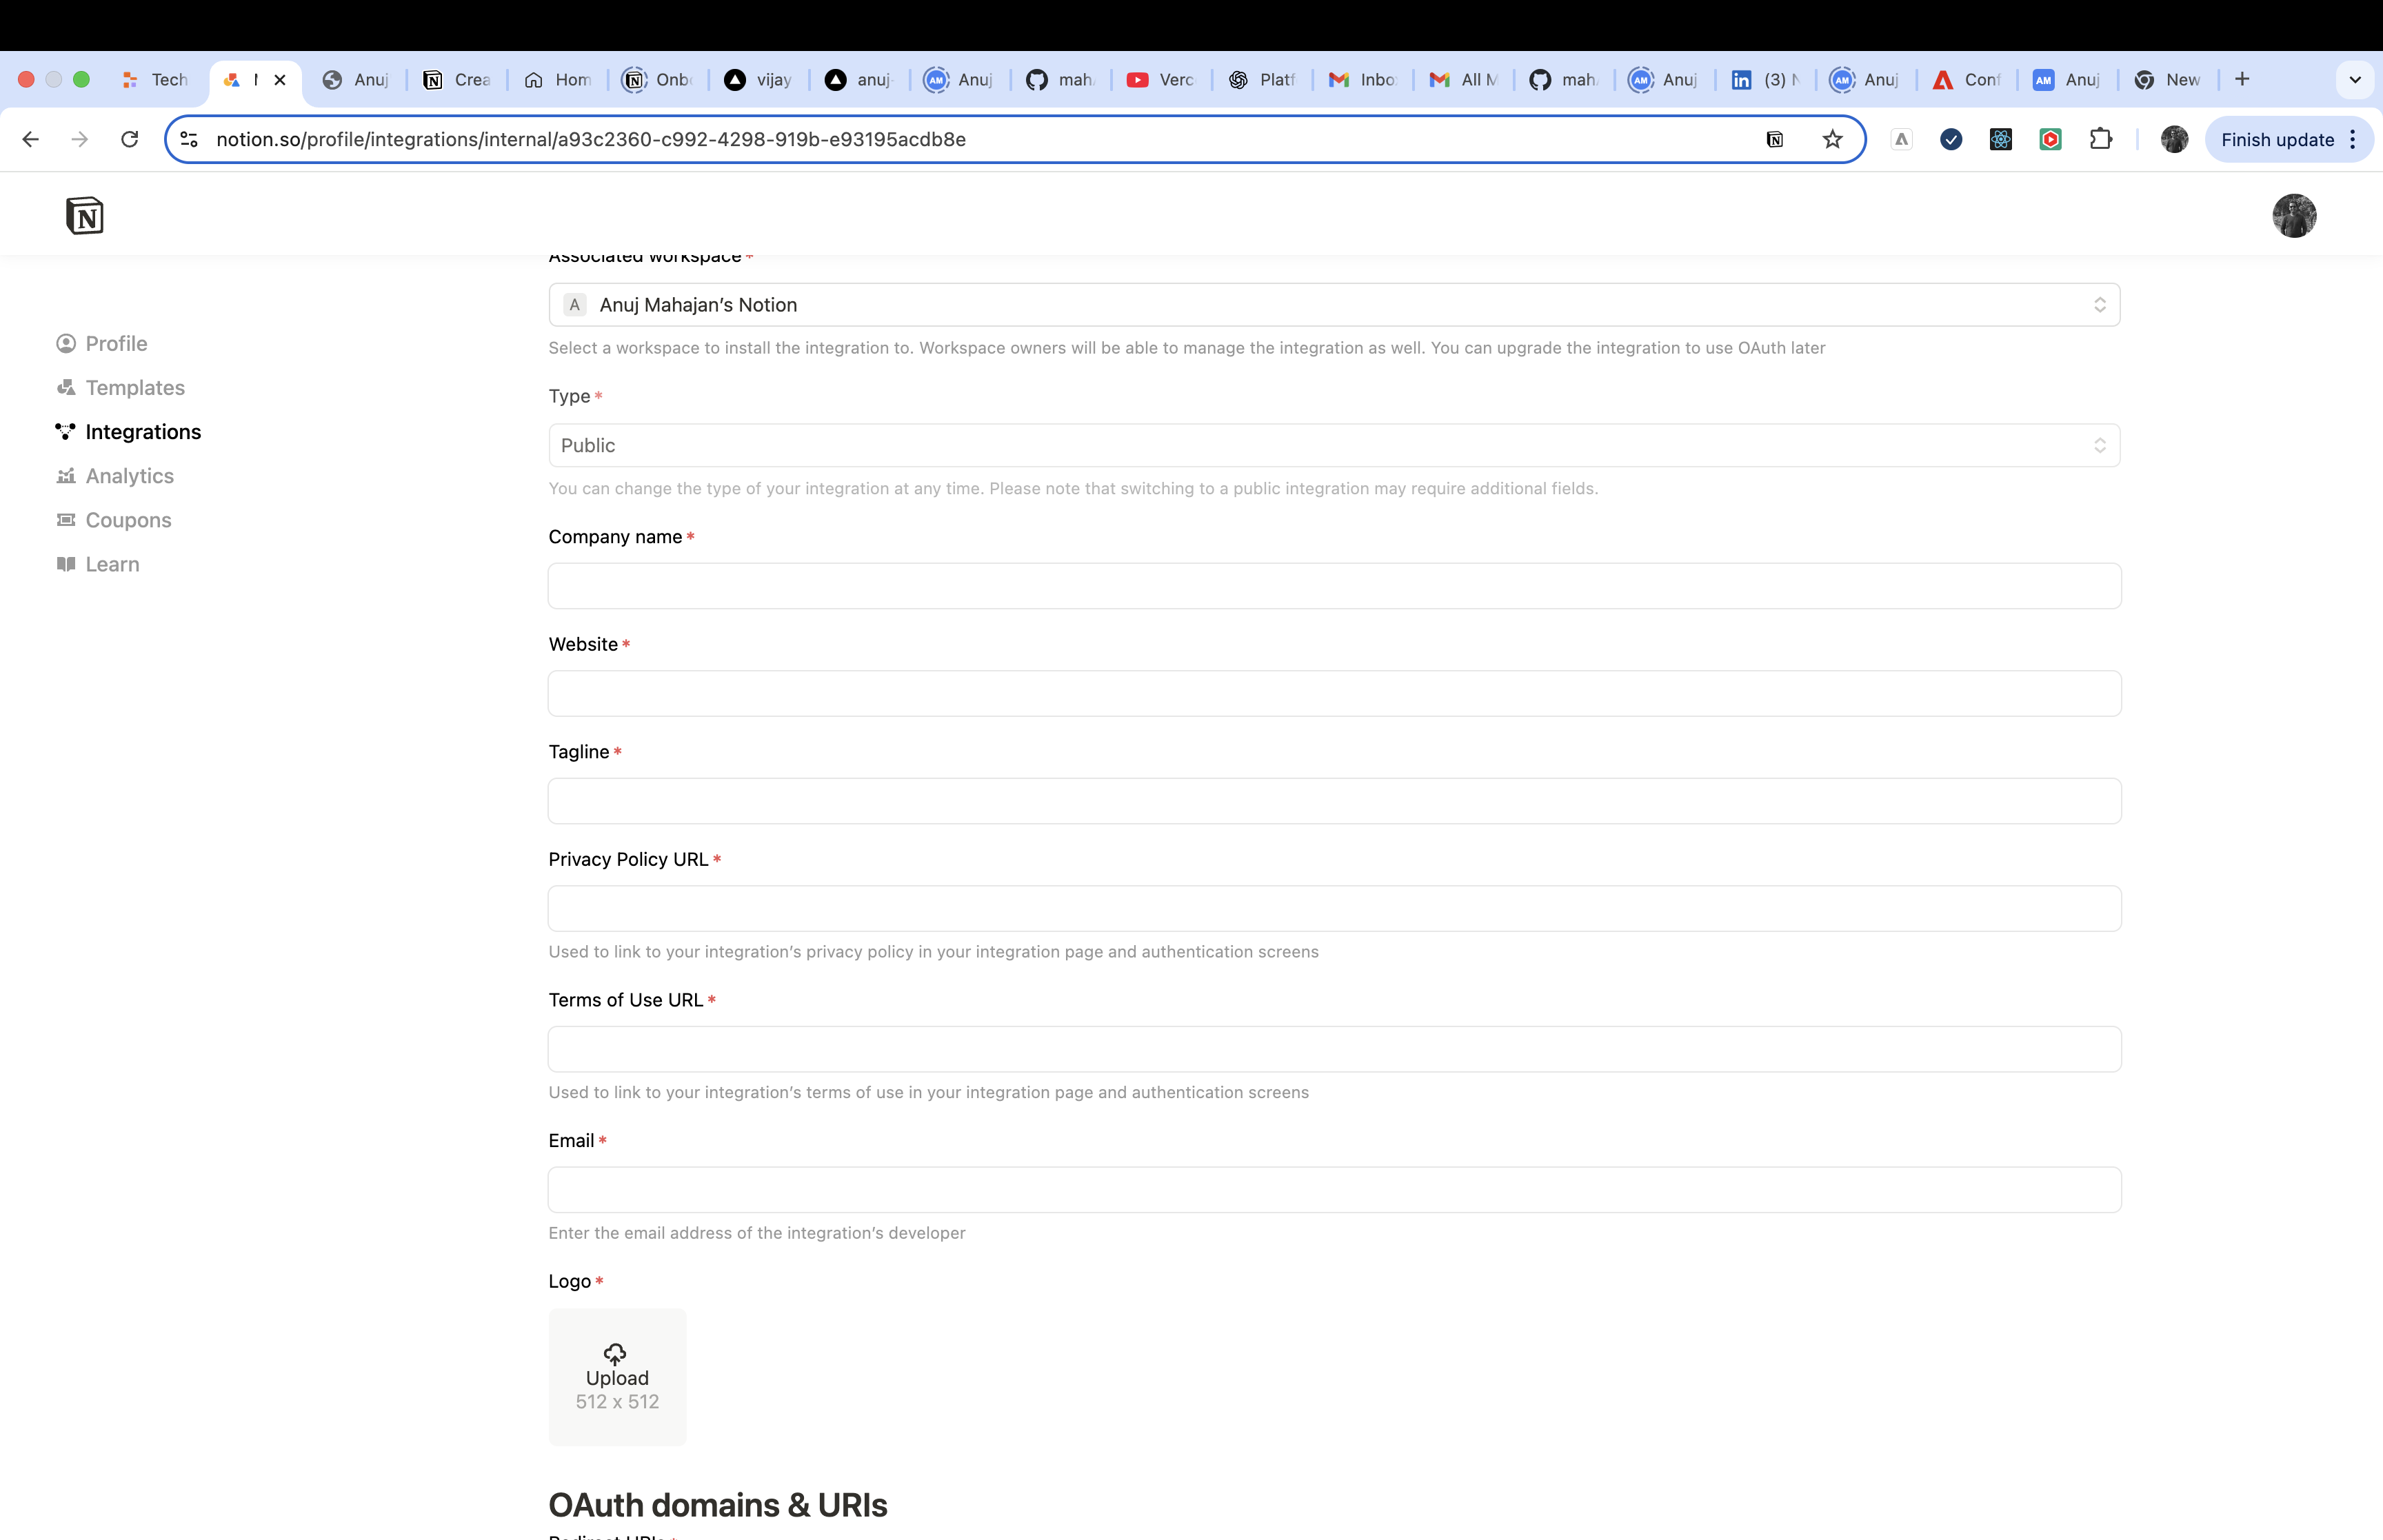 Tech
Anuj
Crea
Hom
Onb
vijay
anuj-
AM
Anuj
mah
Verc
Platf
Inbo
All M
mah
AM
Anuj
in
(3) N
AM
Anuj
Conf
AM
Anuj
New
notion.so/profile/integrations/internal/a93c2360-c992-4298-919b-e93195acdb8e
Finish update
Associated workspace *
A
Anuj Mahajan’s Notion
Select a workspace to install the integration to. Workspace owners will be able to manage the integration as well. You can upgrade the integration to use OAuth later
Profile
Templates
Integrations
Analytics
Coupons
Learn
Type *
Public
You can change the type of your integration at any time. Please note that switching to a public integration may require additional fields.
Company name *
Website *
Tagline *
Privacy Policy URL *
Used to link to your integration’s privacy policy in your integration page and authentication screens
Terms of Use URL *
Used to link to your integration’s terms of use in your integration page and authentication screens
Email *
Enter the email address of the integration’s developer
Logo *
Upload
512 x 512
OAuth domains & URIs
Redirect URIs *